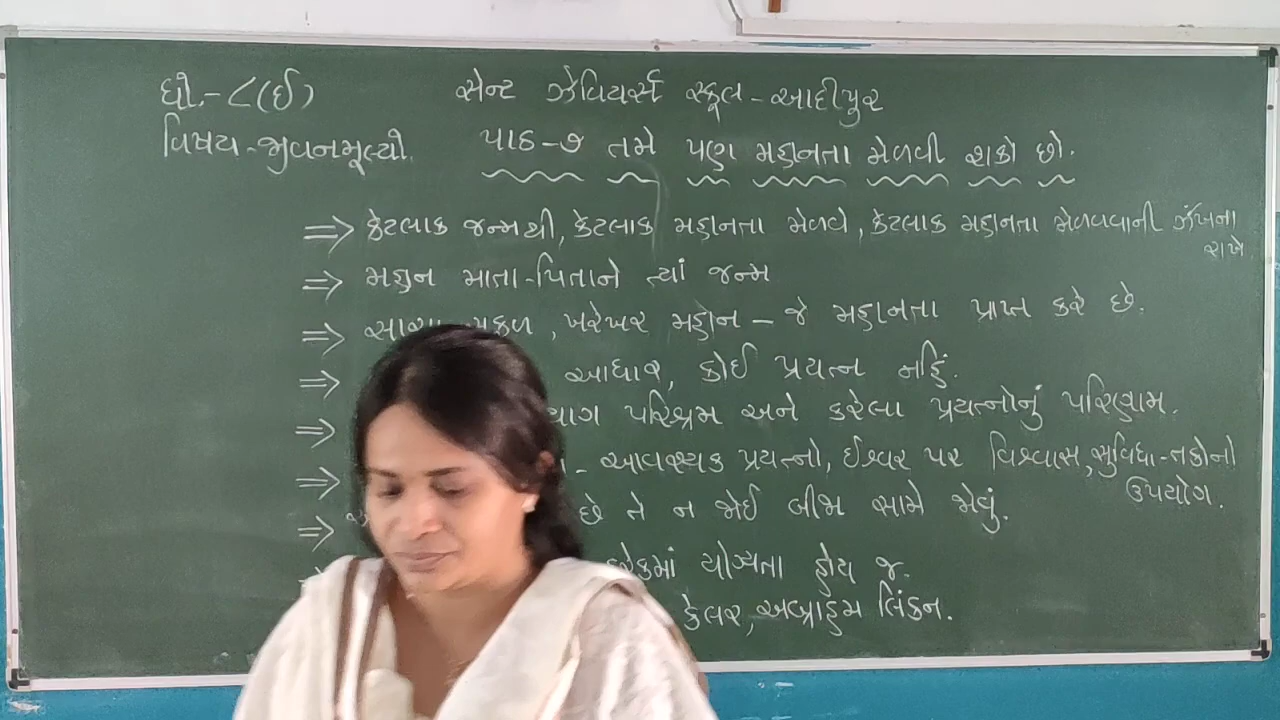 ધો.-૮(ઈ) સેન્ટ ઝેવિયર્સ સ્કૂલ-આદીપુર
વિષય-જીવનમૂલ્યો. પાઠ-૭ તમે પણ મહાનતા મેળવી શકો છો.
⇒ કેટલાક જન્મથી, કેટલાક મહાનતા મેળવે, કેટલાક મહાનતા મેળવવાની ઝંખના
રાખે
⇒ મહાન માતા-પિતાને ત્યાં જન્મ
⇒ , ખરેખર મહાન – જે મહાનતા પ્રાપ્ત કરે છે.
⇒ આધાર, કોઈ પ્રયત્ન નહિં.
⇒ પરિશ્રમ અને કરેલા પ્રયત્નોનું પરિણામ.
⇒ - આવશ્યક પ્રયત્નો, ઈશ્વર પર વિશ્વાસ, સુવિધા-તકોનો
ઉપયોગ.
⇒ છે તે ન જોઈ બીજા સામે જોવું.
દરેકમાં યોગ્યતા હોય જ.
કેલર, અબ્રાહમ લિંકન.